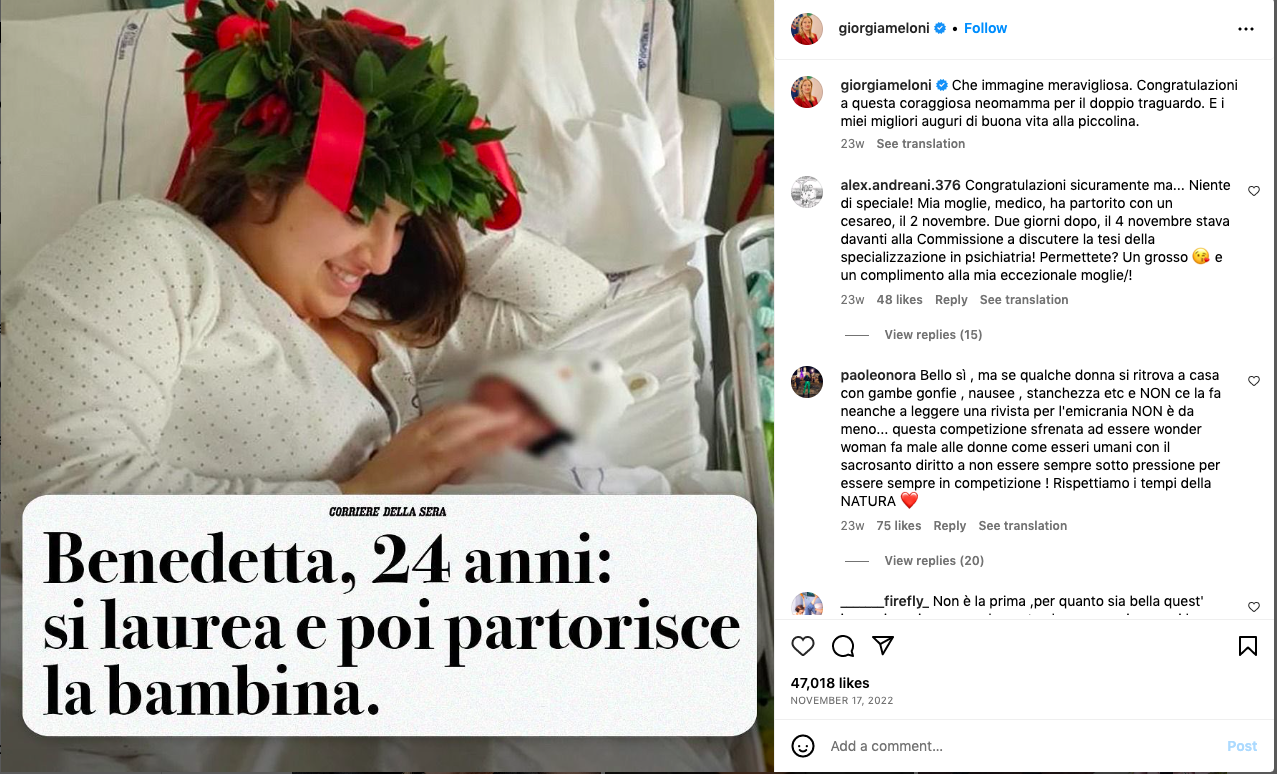 CORRIERE DELLA SERA
Benedetta, 24 anni:
si laurea e poi partorisce
la bambina.
giorgiameloni • Follow
giorgiameloni Che immagine meravigliosa. Congratulazioni
a questa coraggiosa neomamma per il doppio traguardo. E i
miei migliori auguri di buona vita alla piccolina.
23w See translation
alex.andreani.376 Congratulazioni sicuramente ma... Niente
di speciale! Mia moglie, medico, ha partorito con un
cesareo, il 2 novembre. Due giorni dopo, il 4 novembre stava
davanti alla Commissione a discutere la tesi della
specializzazione in psichiatria! Permettete? Un grosso 😘 e
un complimento alla mia eccezionale moglie/!
23w 48 likes Reply See translation
View replies (15)
paoleonora Bello sì , ma se qualche donna si ritrova a casa
con gambe gonfie , nausee , stanchezza etc e NON ce la fa
neanche a leggere una rivista per l'emicrania NON è da
meno... questa competizione sfrenata ad essere wonder
woman fa male alle donne come esseri umani con il
sacrosanto diritto a non essere sempre sotto pressione per
essere sempre in competizione ! Rispettiamo i tempi della
NATURA ❤️
23w 75 likes Reply See translation
View replies (20)
______firefly_ Non è la prima ,per quanto sia bella quest'
47,018 likes
NOVEMBER 17, 2022
Add a comment...
Post